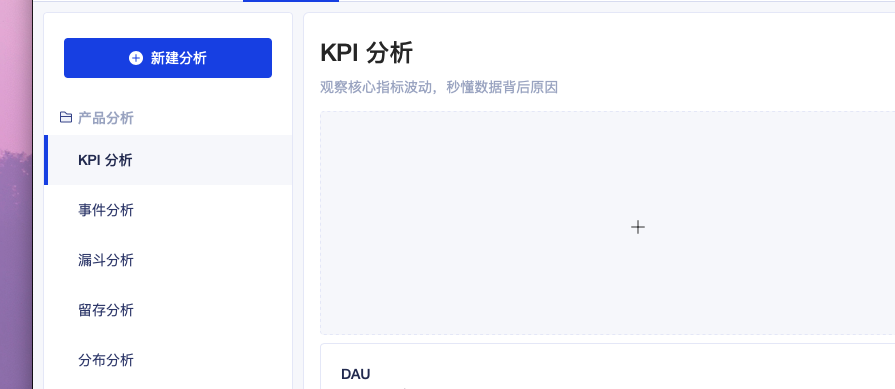 新建分析
产品分析
KPI 分析
事件分析
漏斗分析
留存分析
分布分析
KPI 分析
观察核心指标波动，秒懂数据背后原因
DAU